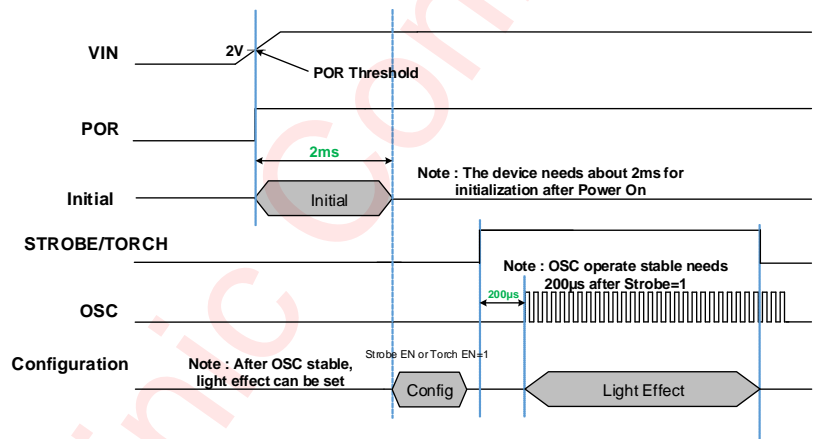 VIN
2V
POR Threshold
POR
2ms
Note : The device needs about 2ms for
initialization after Power On
Initial
Initial
STROBE/TORCH
Note : OSC operate stable needs
200μs after Strobe=1
200μs
OSC
Configuration
Note : After OSC stable,
light effect can be set
Strobe EN or Torch EN=1
Config
Light Effect